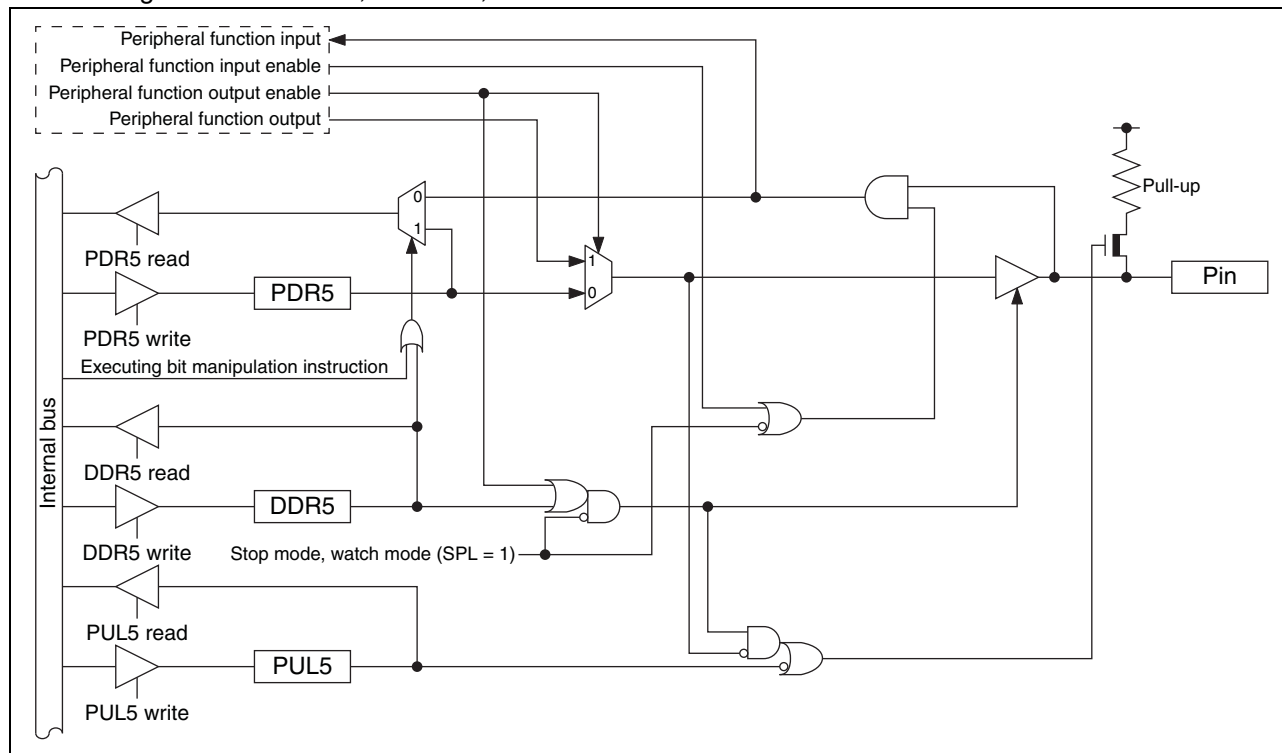 Peripheral function input
Peripheral function input enable
Peripheral function output enable
Peripheral function output
Pull-up
0
1
PDR5 read
1
PDR5
0
Pin
PDR5 write
Executing bit manipulation instruction
Internal bus
DDR5 read
DDR5
DDR5 write
Stop mode, watch mode (SPL = 1)
PUL5 read
PUL5
PUL5 write